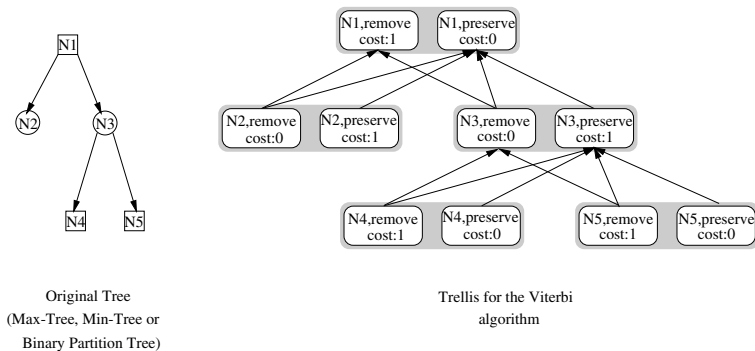 N1
N2
N3
N4
N5
N1,remove
cost:1
N1,preserve
cost:0
N2,remove
cost:0
N2,preserve
cost:1
N3,remove
cost:0
N3,preserve
cost:1
N4,remove
cost:1
N4,preserve
cost:0
N5,remove
cost:1
N5,preserve
cost:0
Original Tree
(Max-Tree, Min-Tree or
Binary Partition Tree)
Trellis for the Viterbi
algorithm